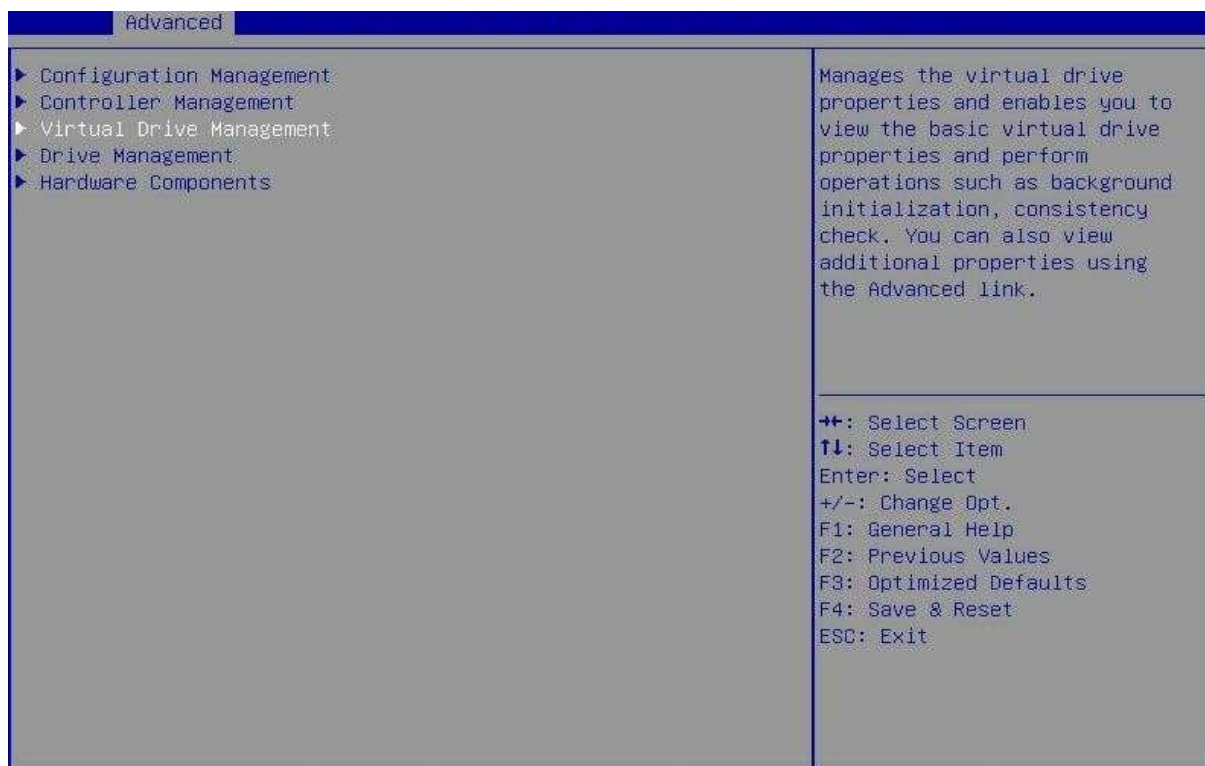 Advanced
Configuration Management
Controller Management
Virtual Drive Management
Drive Management
Hardware Components
Manages the virtual drive
properties and enables you to
view the basic virtual drive
properties and perform
operations such as background
initialization, consistency
check. You can also view
additional properties using
the Advanced link.
→←: Select Screen
↑↓: Select Item
Enter: Select
+/-: Change Opt.
F1: General Help
F2: Previous Values
F3: Optimized Defaults
F4: Save & Reset
ESC: Exit